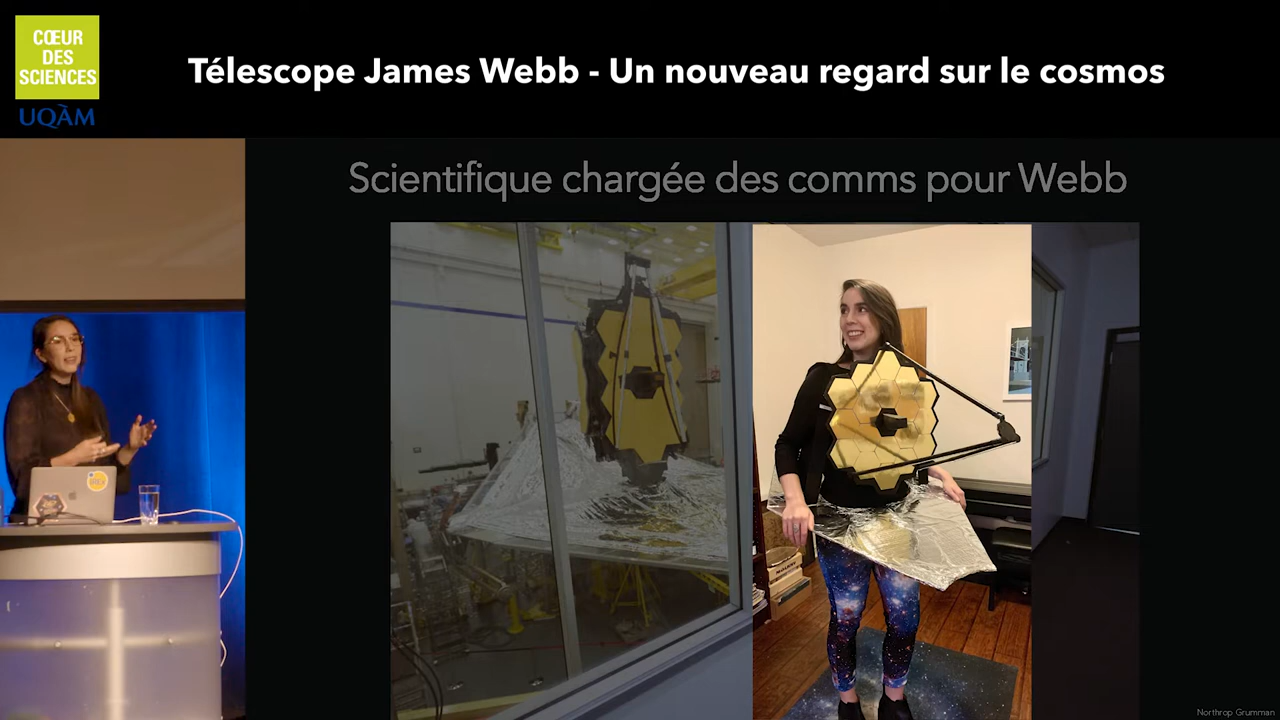 CŒUR
DES
SCIENCES
UQÀM
Télescope James Webb - Un nouveau regard sur le cosmos
Scientifique chargée des comms pour Webb
Northrop Grumman